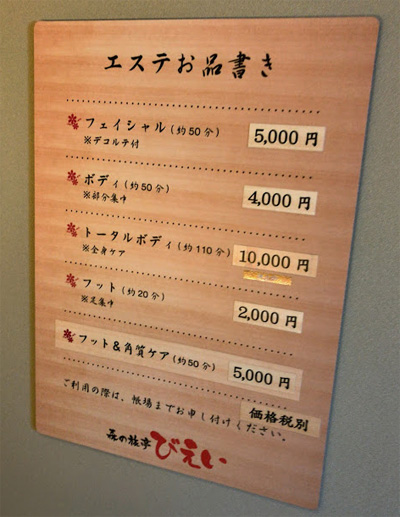 エステお品書き
フェイシャル(約50分) 5,000円
※デコルテ付
ボディ(約50分) 4,000円
※部分集中
トータルボディ(約110分) 10,000円
※全身ケア
フット(約20分) 2,000円
※足集中
フット&角質ケア(約50分) 5,000円
価格税別
ご利用の際は、帳場までお申し付けください。
森の旅亭 びえい